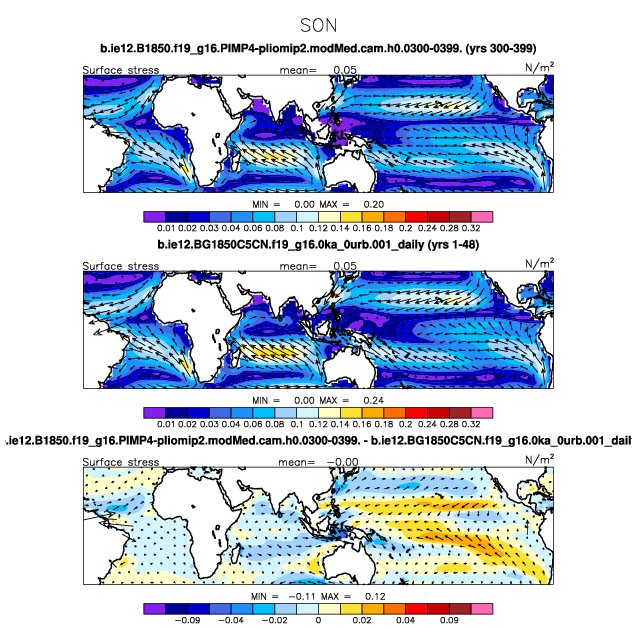 SON
b.ie12.B1850.f19_g16.PIMP4-pliomip2.modMed.cam.h0.0300-0399. (yrs 300-399)
Surface stress mean= 0.05 N/m²
MIN = 0.00 MAX = 0.20
0.01 0.02 0.03 0.04 0.06 0.08 0.1 0.12 0.14 0.16 0.18 0.2 0.24 0.28 0.32
b.ie12.BG1850C5CN.f19_g16.0ka_0urb.001_daily (yrs 1-48)
Surface stress mean= 0.05 N/m²
MIN = 0.00 MAX = 0.24
0.01 0.02 0.03 0.04 0.06 0.08 0.1 0.12 0.14 0.16 0.18 0.2 0.24 0.28 0.32
.ie12.B1850.f19_g16.PIMP4-pliomip2.modMed.cam.h0.0300-0399. - b.ie12.BG1850C5CN.f19_g16.0ka_0urb.001_dail
Surface stress mean= -0.00 N/m²
MIN = -0.11 MAX = 0.12
-0.09 -0.04 -0.02 0 0.02 0.04 0.09